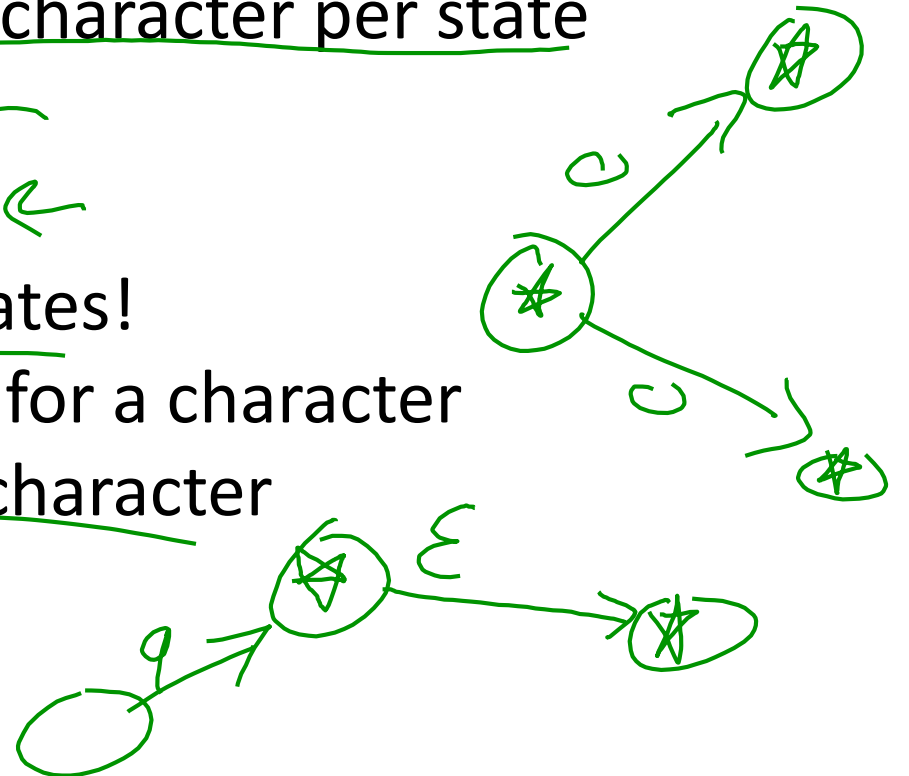 character per state
ates!
for a character
character
ε